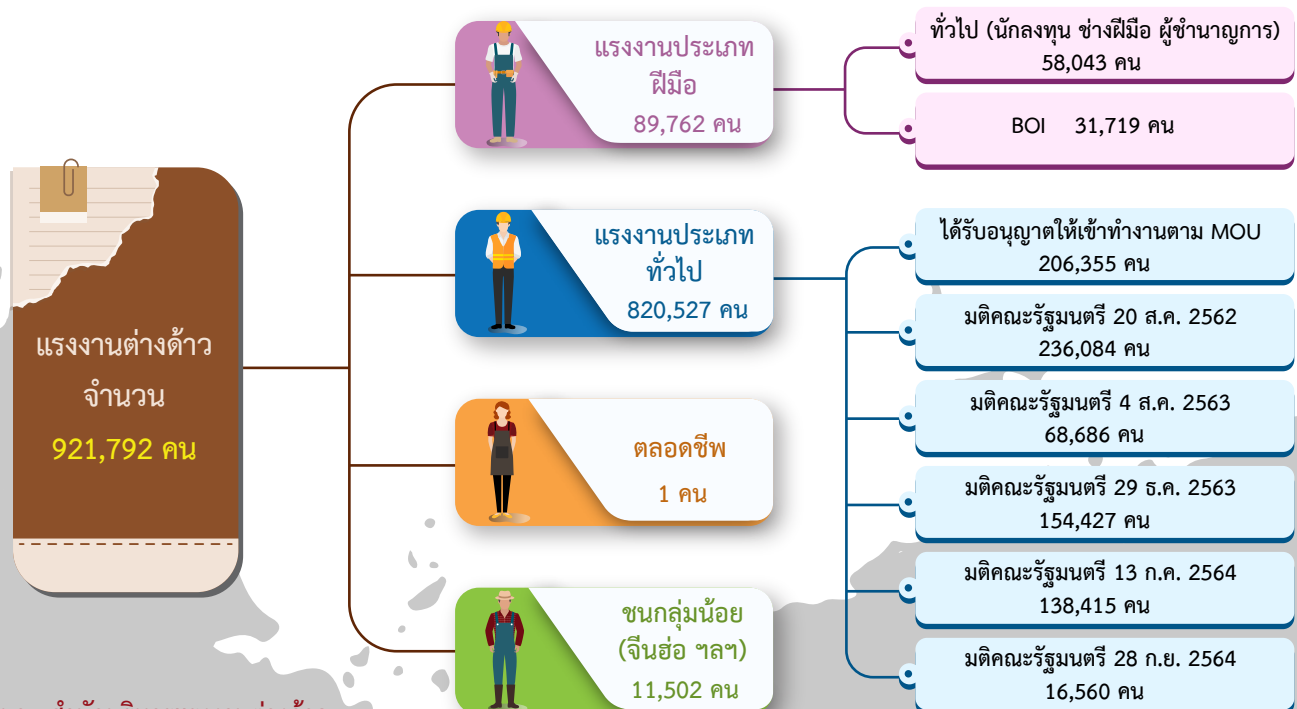 แรงงานต่างด้าว
จำนวน
921,792 คน
แรงงานประเภท
ฝีมือ
89,762 คน
ทั่วไป (นักลงทุน ช่างฝีมือ ผู้ชำนาญการ)
58,043 คน
BOI 31,719 คน
แรงงานประเภท
ทั่วไป
820,527 คน
ได้รับอนุญาตให้เข้าทำงานตาม MOU
206,355 คน
มติคณะรัฐมนตรี 20 ส.ค. 2562
236,084 คน
มติคณะรัฐมนตรี 4 ส.ค. 2563
68,686 คน
มติคณะรัฐมนตรี 29 ธ.ค. 2563
154,427 คน
มติคณะรัฐมนตรี 13 ก.ค. 2564
138,415 คน
มติคณะรัฐมนตรี 28 ก.ย. 2564
16,560 คน
ตลอดชีพ
1 คน
ชนกลุ่มน้อย
(จีนฮ่อ ฯลฯ)
11,502 คน